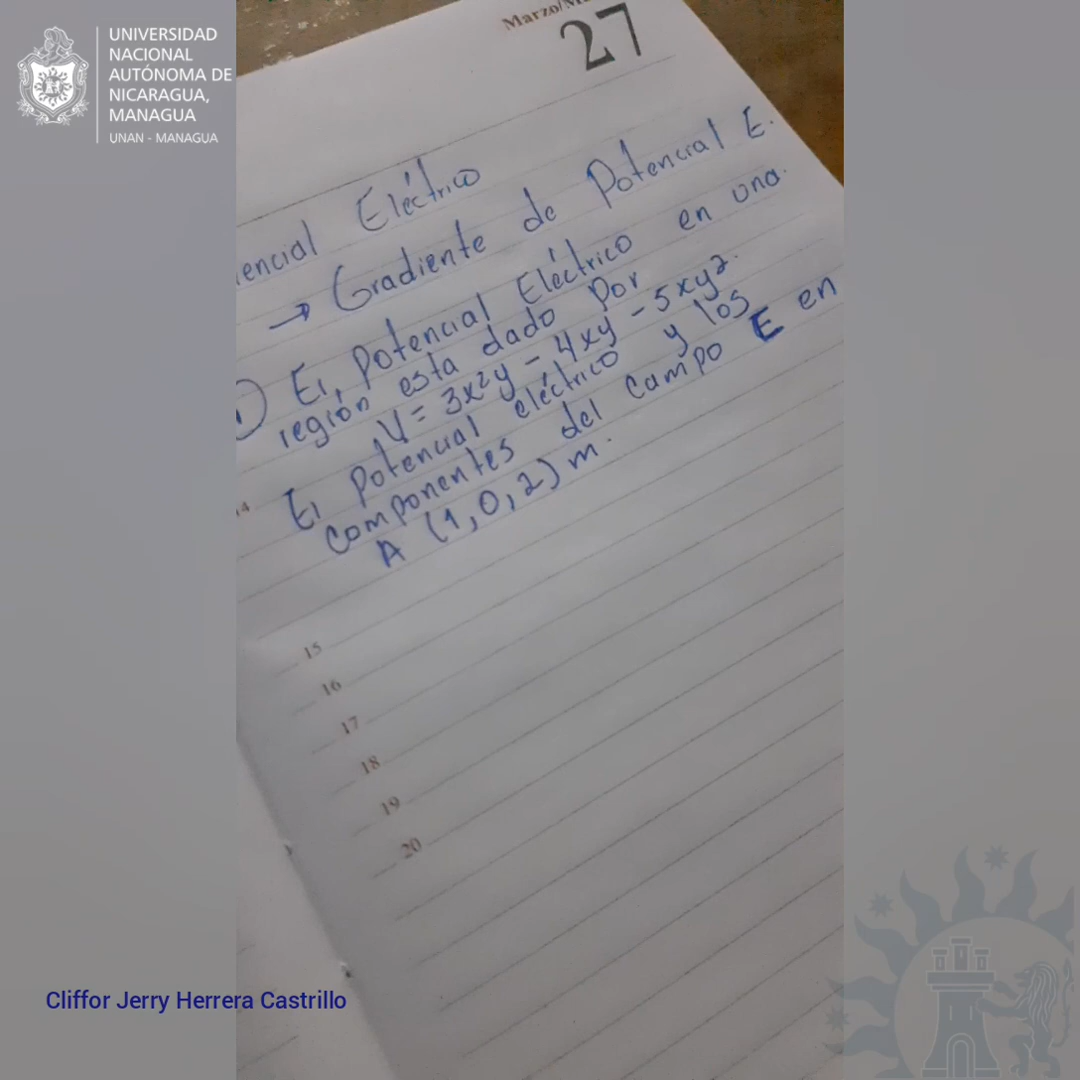 UNIVERSIDAD
NACIONAL
AUTÓNOMA DE
NICARAGUA,
MANAGUA
UNAN - MANAGUA
27
encial Eléctrico
→ Gradiente de Potencial E.
1) El, Potencial Eléctrico en una.
región esta dado por
V = 3x²y - 4xy - 5xy².
El potencial eléctrico y los
componentes del campo E en
A (1, 0, 2) m.
14
15
16
17
18
19
20
Cliffor Jerry Herrera Castrillo